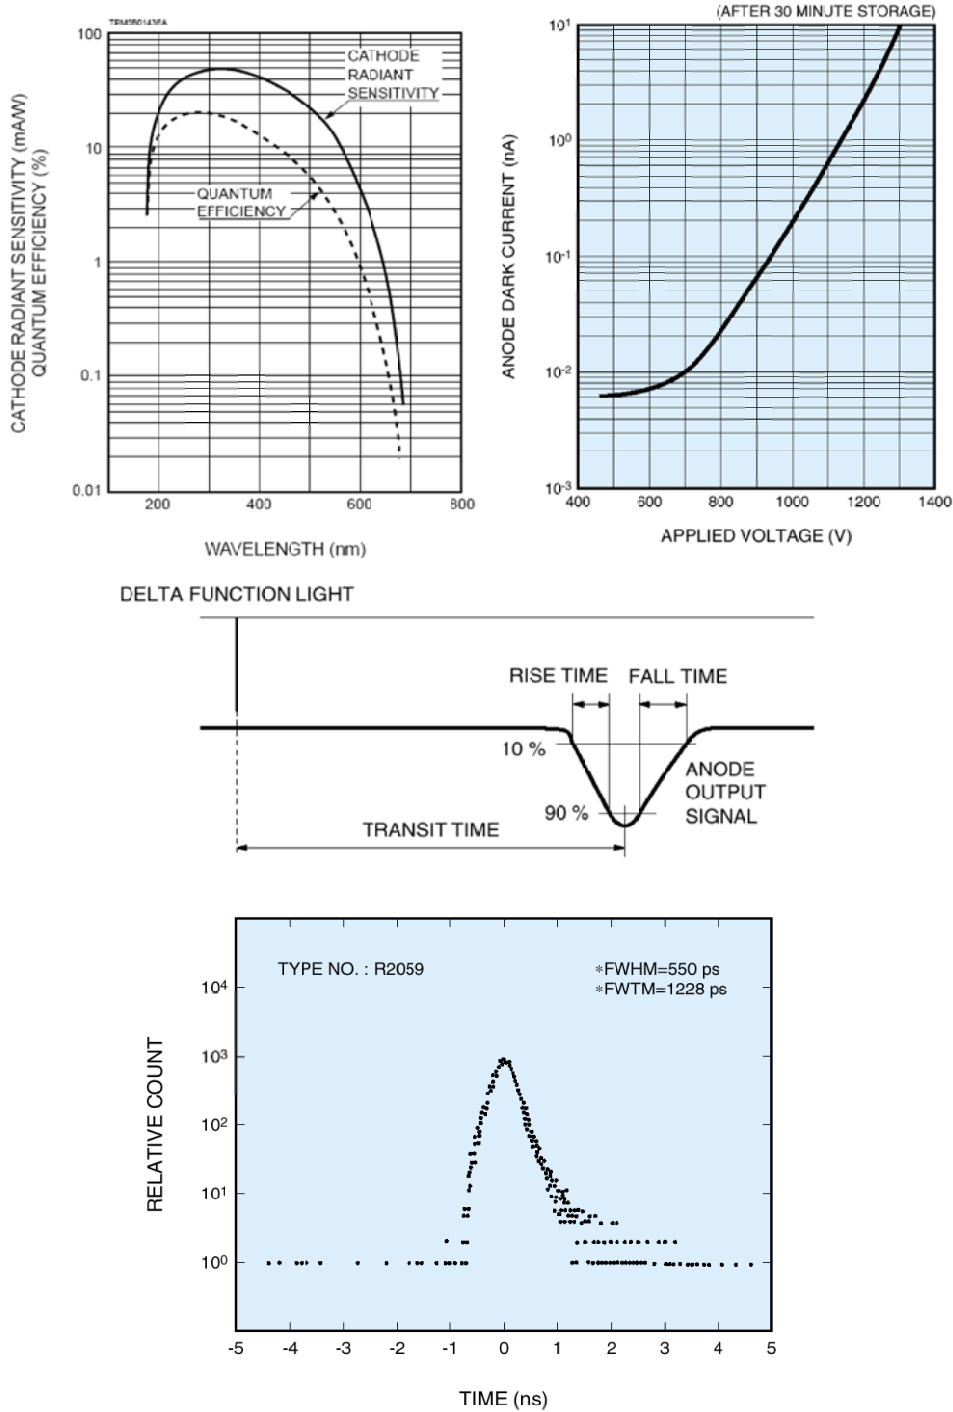 TPMSB01436A
CATHODE RADIANT SENSITIVITY (mA/W)
QUANTUM EFFICIENCY (%)
100
10
1
0.1
0.01
CATHODE
RADIANT
SENSITIVITY
QUANTUM
EFFICIENCY
200
400
600
800
WAVELENGTH (nm)
(AFTER 30 MINUTE STORAGE)
ANODE DARK CURRENT (nA)
10¹
10⁰
10-1
10-2
10-3
400
600
800
1000
1200
1400
APPLIED VOLTAGE (V)
DELTA FUNCTION LIGHT
RISE TIME
FALL TIME
10 %
90 %
ANODE
OUTPUT
SIGNAL
TRANSIT TIME
RELATIVE COUNT
TYPE NO. : R2059
∗FWHM=550 ps
∗FWTM=1228 ps
10⁴
10³
10²
10¹
10⁰
-5 -4 -3 -2 -1 0 1 2 3 4 5
TIME (ns)